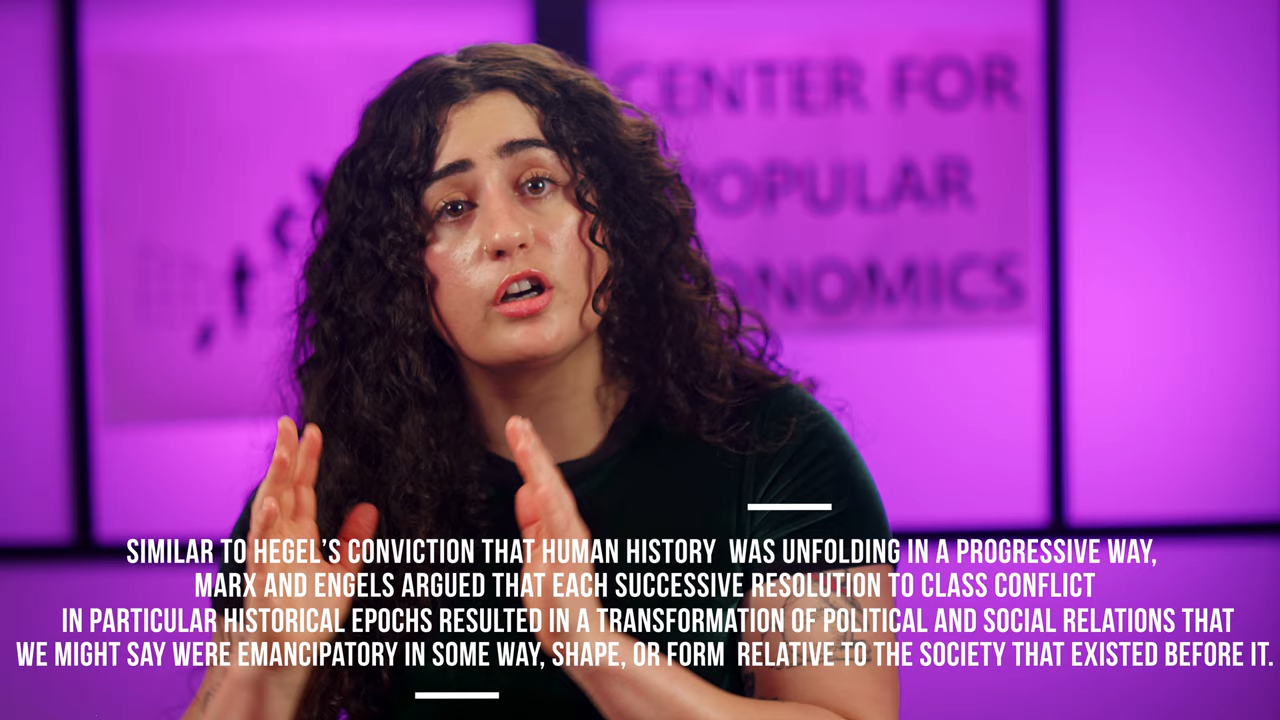 CENTER FOR
POPULAR
SIMILAR TO HEGEL’S CONVICTION THAT HUMAN HISTORY WAS UNFOLDING IN A PROGRESSIVE WAY,
MARX AND ENGELS ARGUED THAT EACH SUCCESSIVE RESOLUTION TO CLASS CONFLICT
IN PARTICULAR HISTORICAL EPOCHS RESULTED IN A TRANSFORMATION OF POLITICAL AND SOCIAL RELATIONS THAT
WE MIGHT SAY WERE EMANCIPATORY IN SOME WAY, SHAPE, OR FORM RELATIVE TO THE SOCIETY THAT EXISTED BEFORE IT.